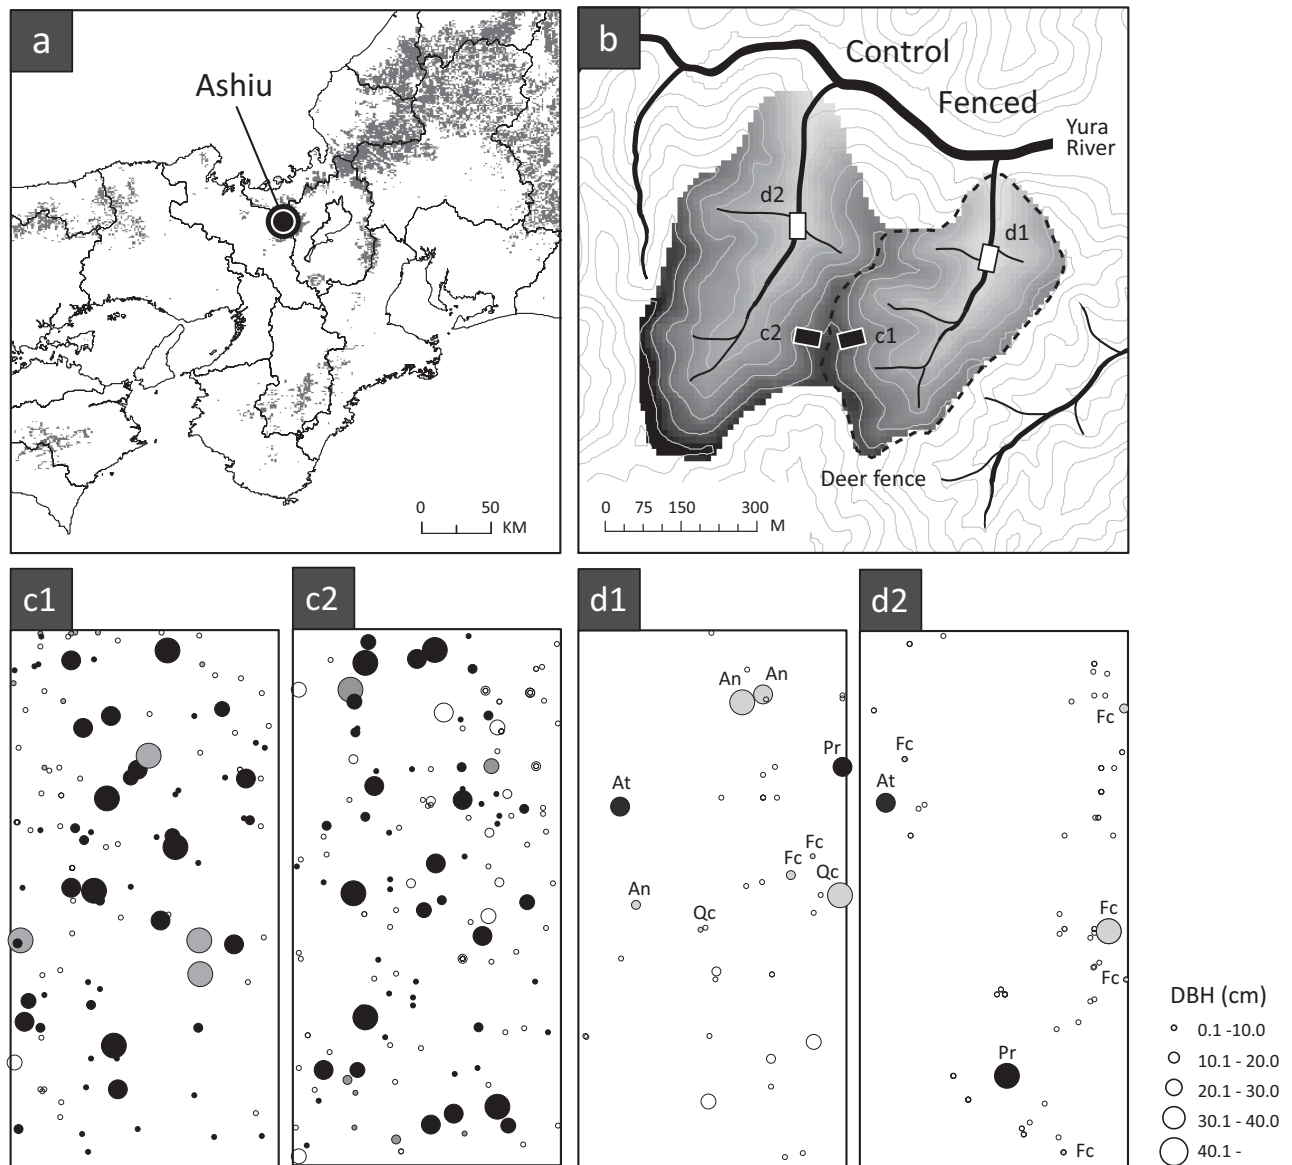 a
Ashiu
0 50
KM
b
Control
Fenced
Yura
River
d2
d1
c2
c1
Deer fence
0 75 150 300
M
c1
c2
d1
d2
An
An
Pr
At
Fc
Fc
Qc
An
Qc
Fc
Fc
At
Fc
Fc
Pr
Fc
DBH (cm)
0.1 -10.0
10.1 - 20.0
20.1 - 30.0
30.1 - 40.0
40.1 -